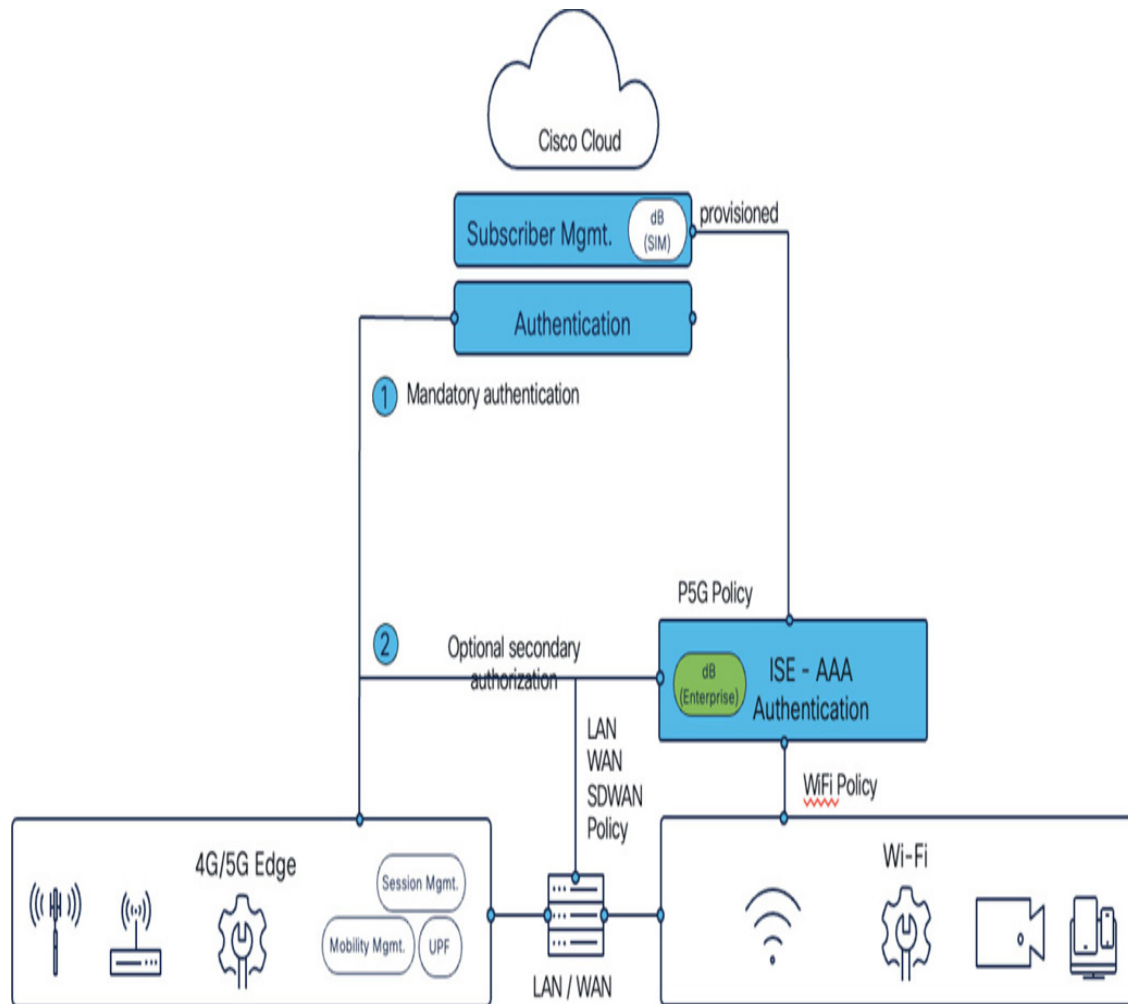 Cisco Cloud
Subscriber Mgmt.
dB
(SIM)
provisioned
Authentication
1
Mandatory authentication
P5G Policy
2
Optional secondary
authorization
dB
(Enterprise)
ISE - AAA
Authentication
LAN
WAN
SDWAN
Policy
WiFi Policy
4G/5G Edge
Session Mgmt.
Mobility Mgmt.
UPF
LAN / WAN
Wi-Fi